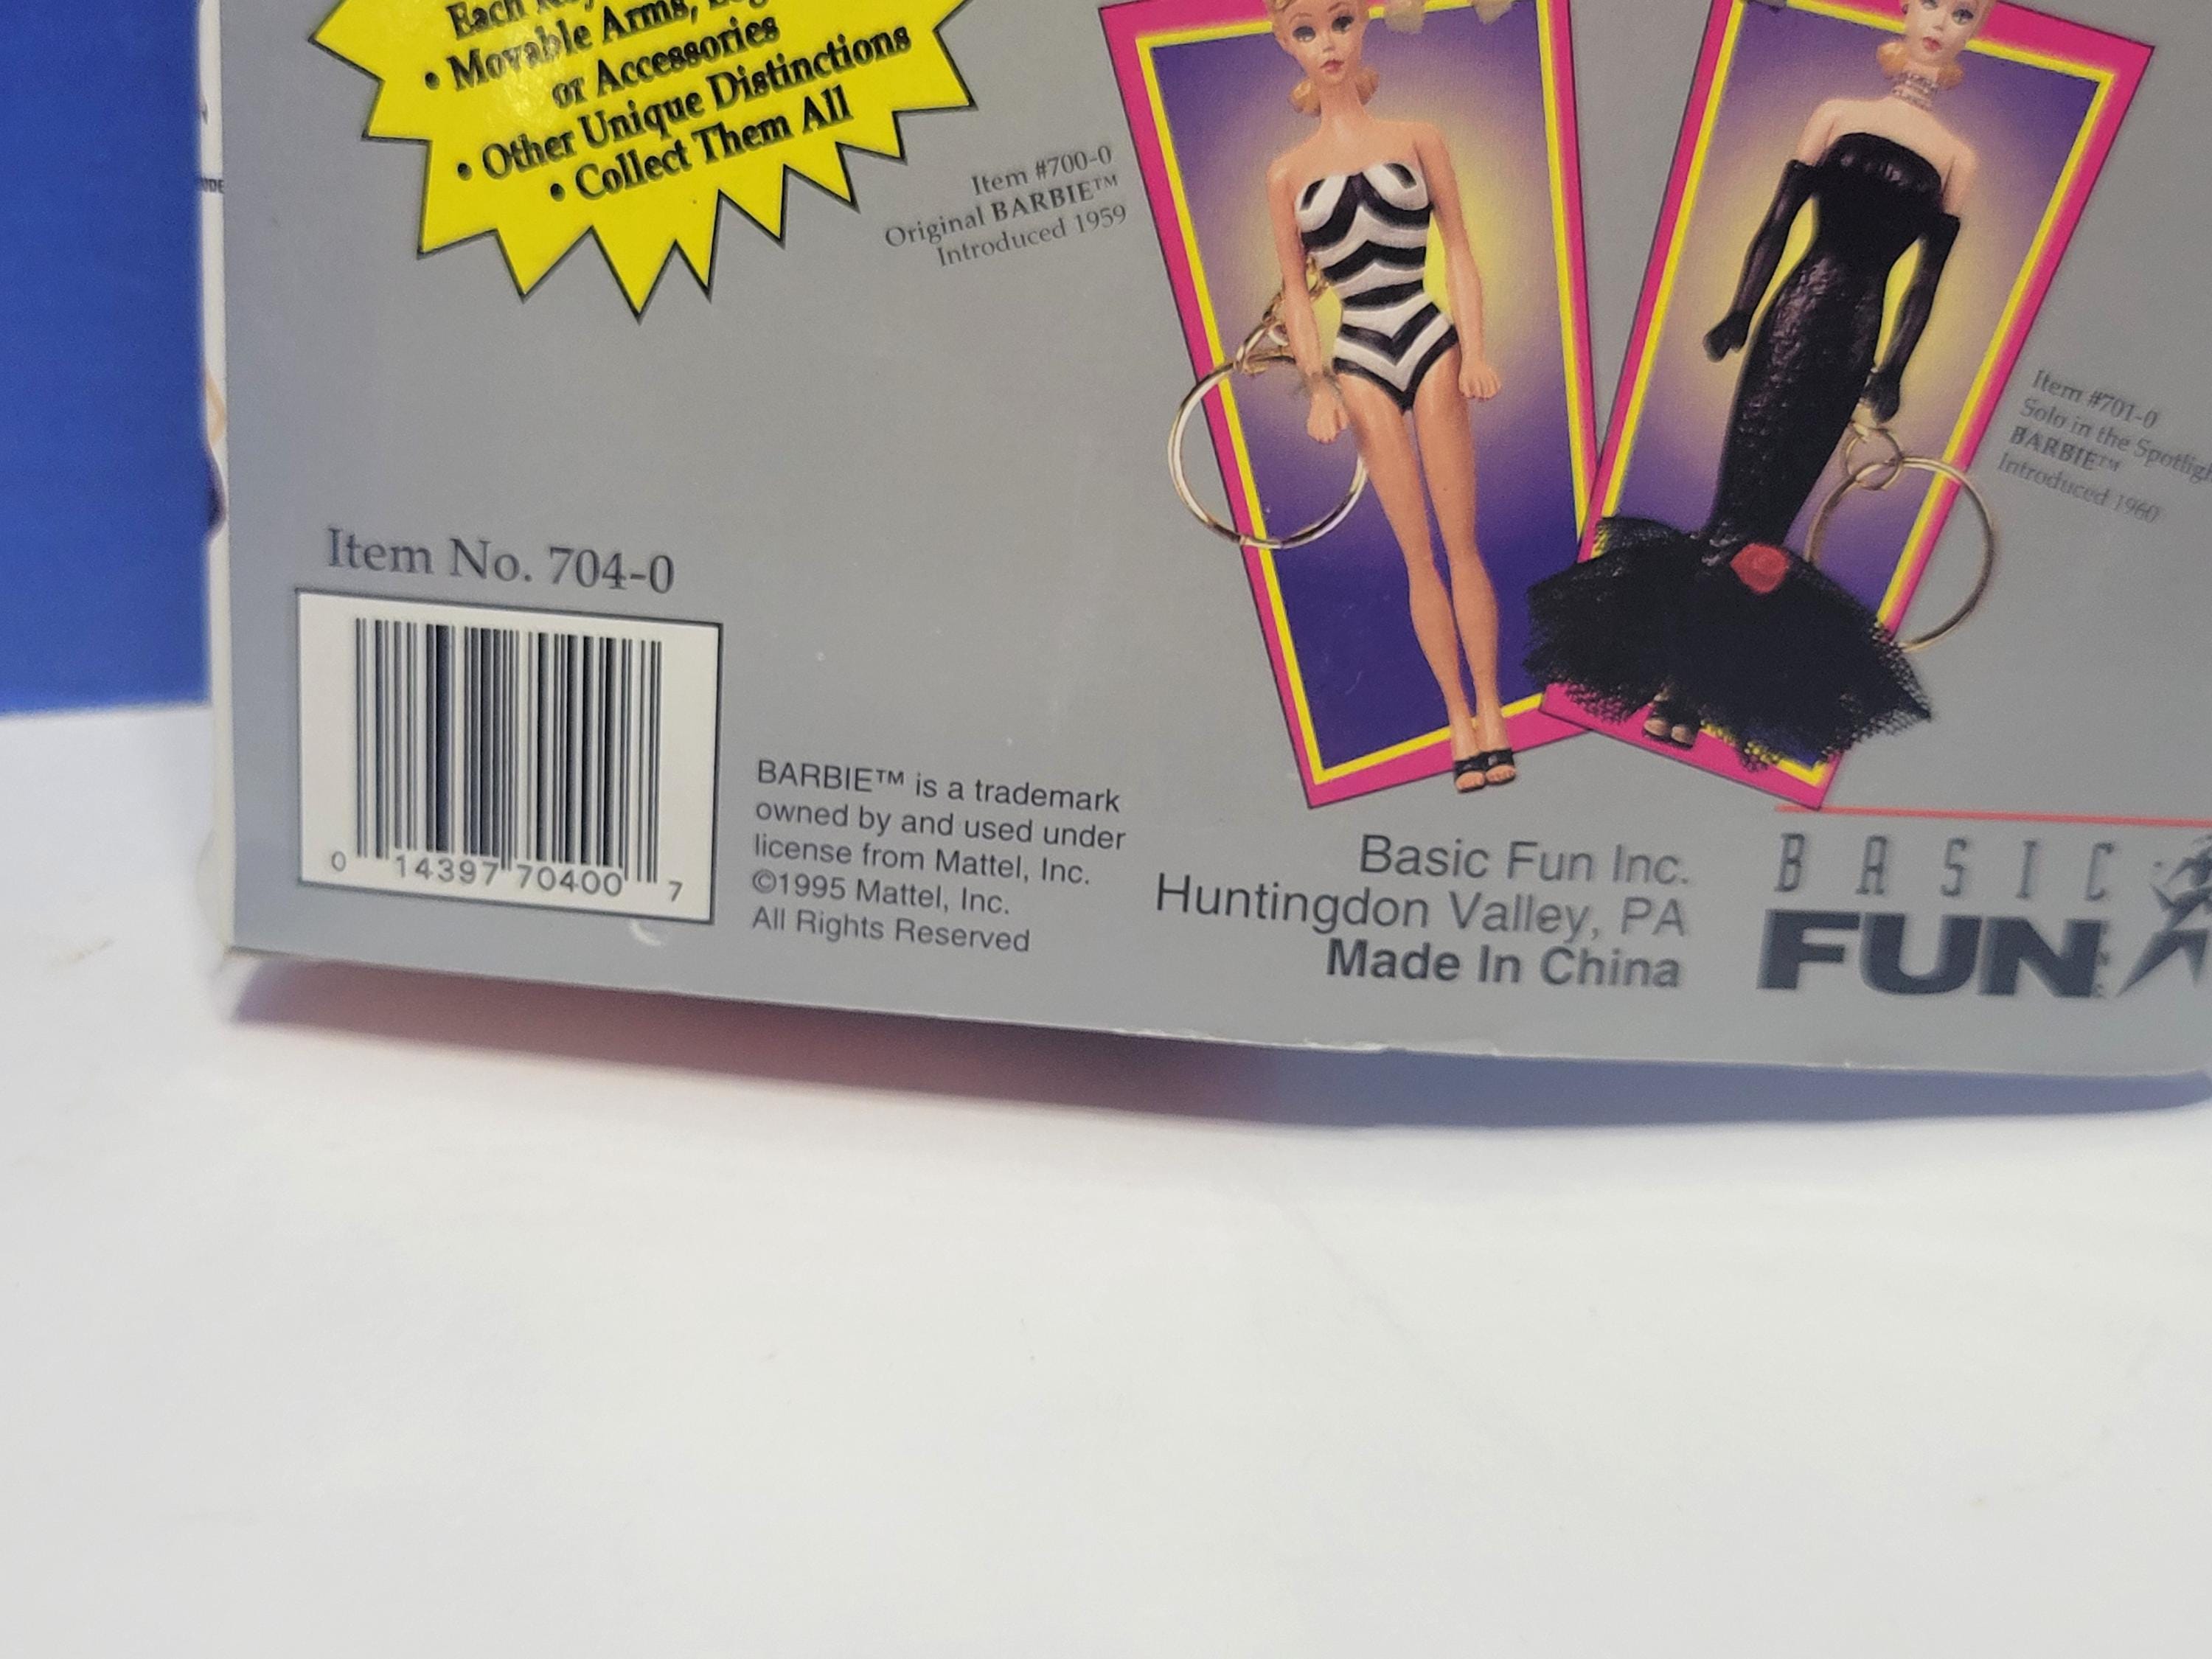 Each
• Movable Arms,
or Accessories
• Other Unique Distinctions
• Collect Them All
Item #700-0
Original BARBIE™
Introduced 1959
Item #701-0
Solo in the
BARBIE™
Introduced 1960
Item No. 704-0
0 14397 70400 7
BARBIE™ is a trademark
owned by and used under
license from Mattel, Inc.
©1995 Mattel, Inc.
All Rights Reserved
Basic Fun Inc.
Huntingdon Valley, PA
Made In China
BASIC
FUN